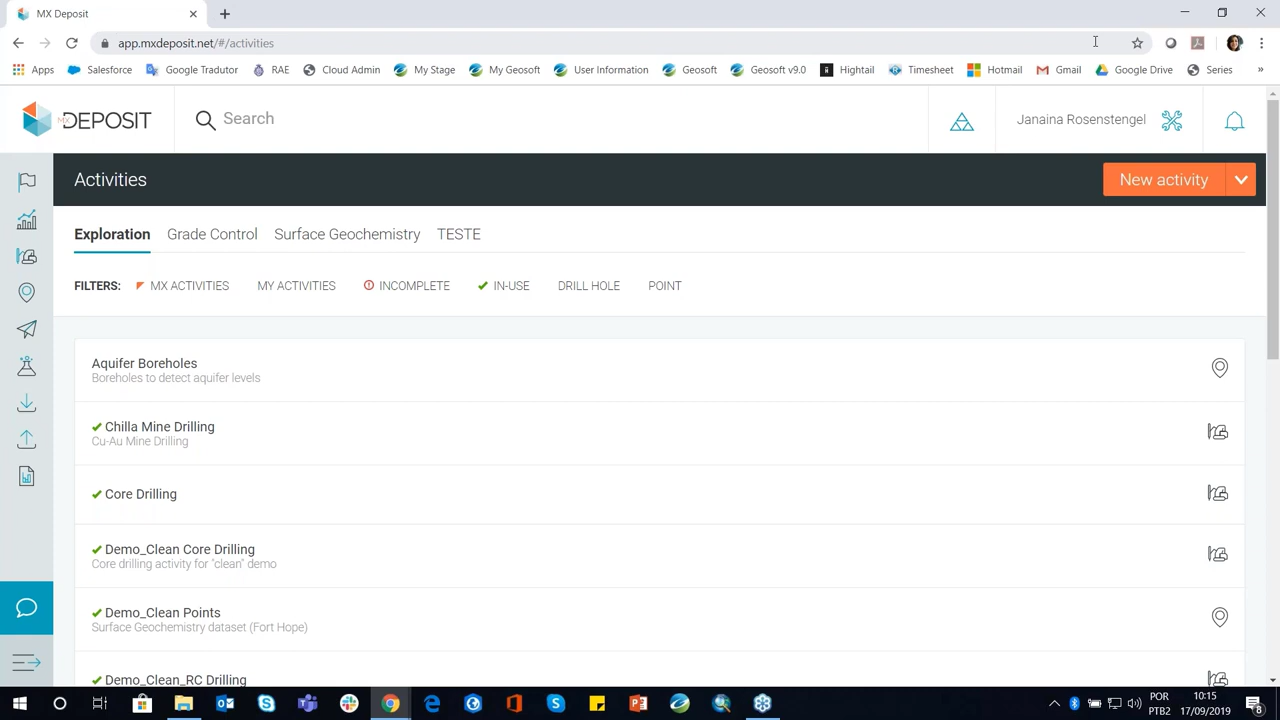 MX Deposit
app.mxdeposit.net/#/activities
Apps Salesforce Google Tradutor RAE Cloud Admin My Stage My Geosoft User Information Geosoft Geosoft v9.0 Hightail Timesheet Hotmail Gmail Google Drive Series »
MX DEPOSIT Search Janaina Rosenstengel
Activities New activity
Exploration Grade Control Surface Geochemistry TESTE
FILTERS: MX ACTIVITIES MY ACTIVITIES INCOMPLETE IN-USE DRILL HOLE POINT
Aquifer Boreholes
Boreholes to detect aquifer levels
Chilla Mine Drilling
Cu-Au Mine Drilling
Core Drilling
Demo_Clean Core Drilling
Core drilling activity for "clean" demo
Demo_Clean Points
Surface Geochemistry dataset (Fort Hope)
Demo_Clean_RC Drilling
POR 10:15
PTB2 17/09/2019 8